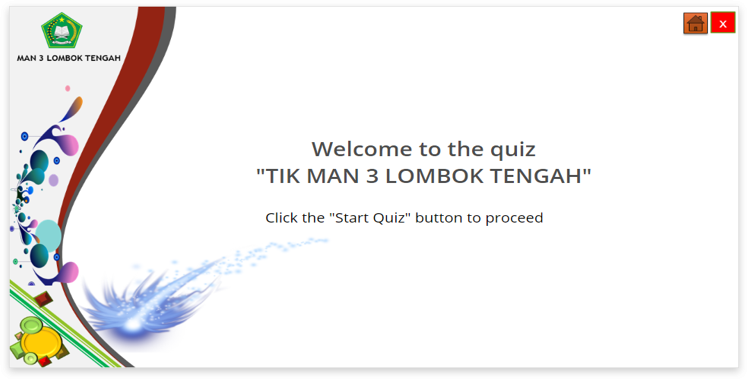 MAN 3 LOMBOK TENGAH
x
Welcome to the quiz
"TIK MAN 3 LOMBOK TENGAH"
Click the "Start Quiz" button to proceed